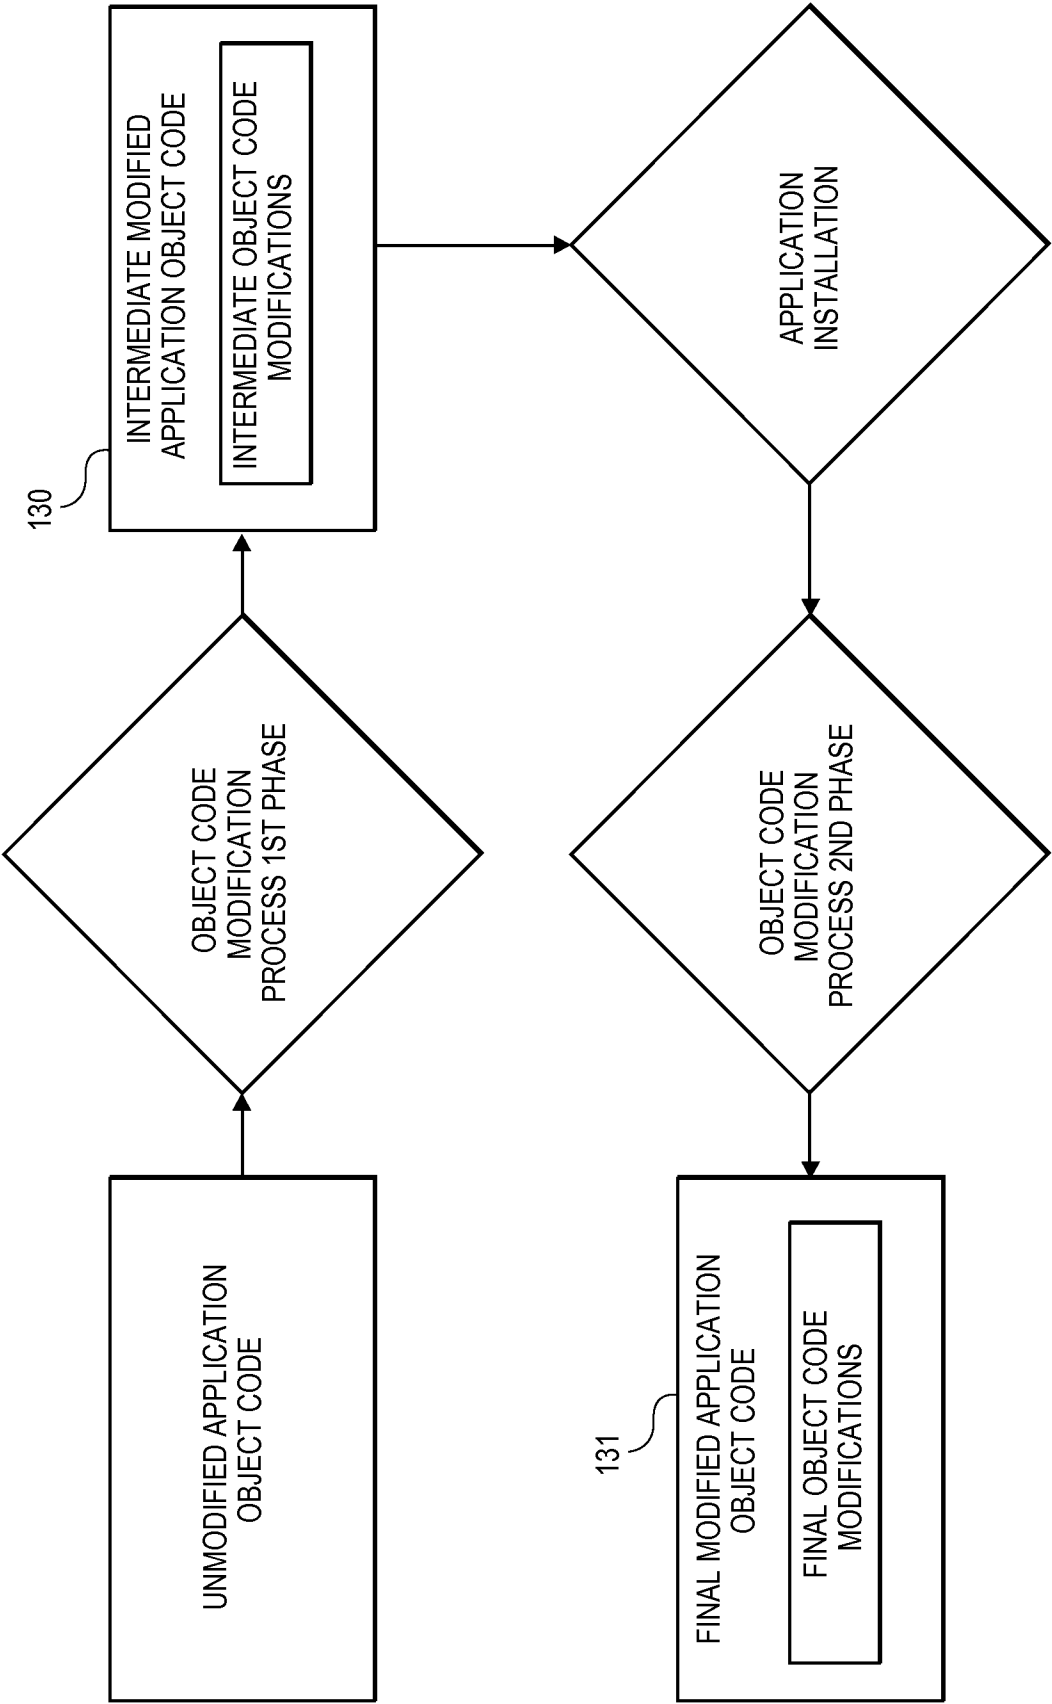 UNMODIFIED APPLICATION
OBJECT CODE
OBJECT CODE
MODIFICATION
PROCESS 1ST PHASE
130
INTERMEDIATE MODIFIED
APPLICATION OBJECT CODE
INTERMEDIATE OBJECT CODE
MODIFICATIONS
APPLICATION
INSTALLATION
OBJECT CODE
MODIFICATION
PROCESS 2ND PHASE
131
FINAL MODIFIED APPLICATION
OBJECT CODE
FINAL OBJECT CODE
MODIFICATIONS